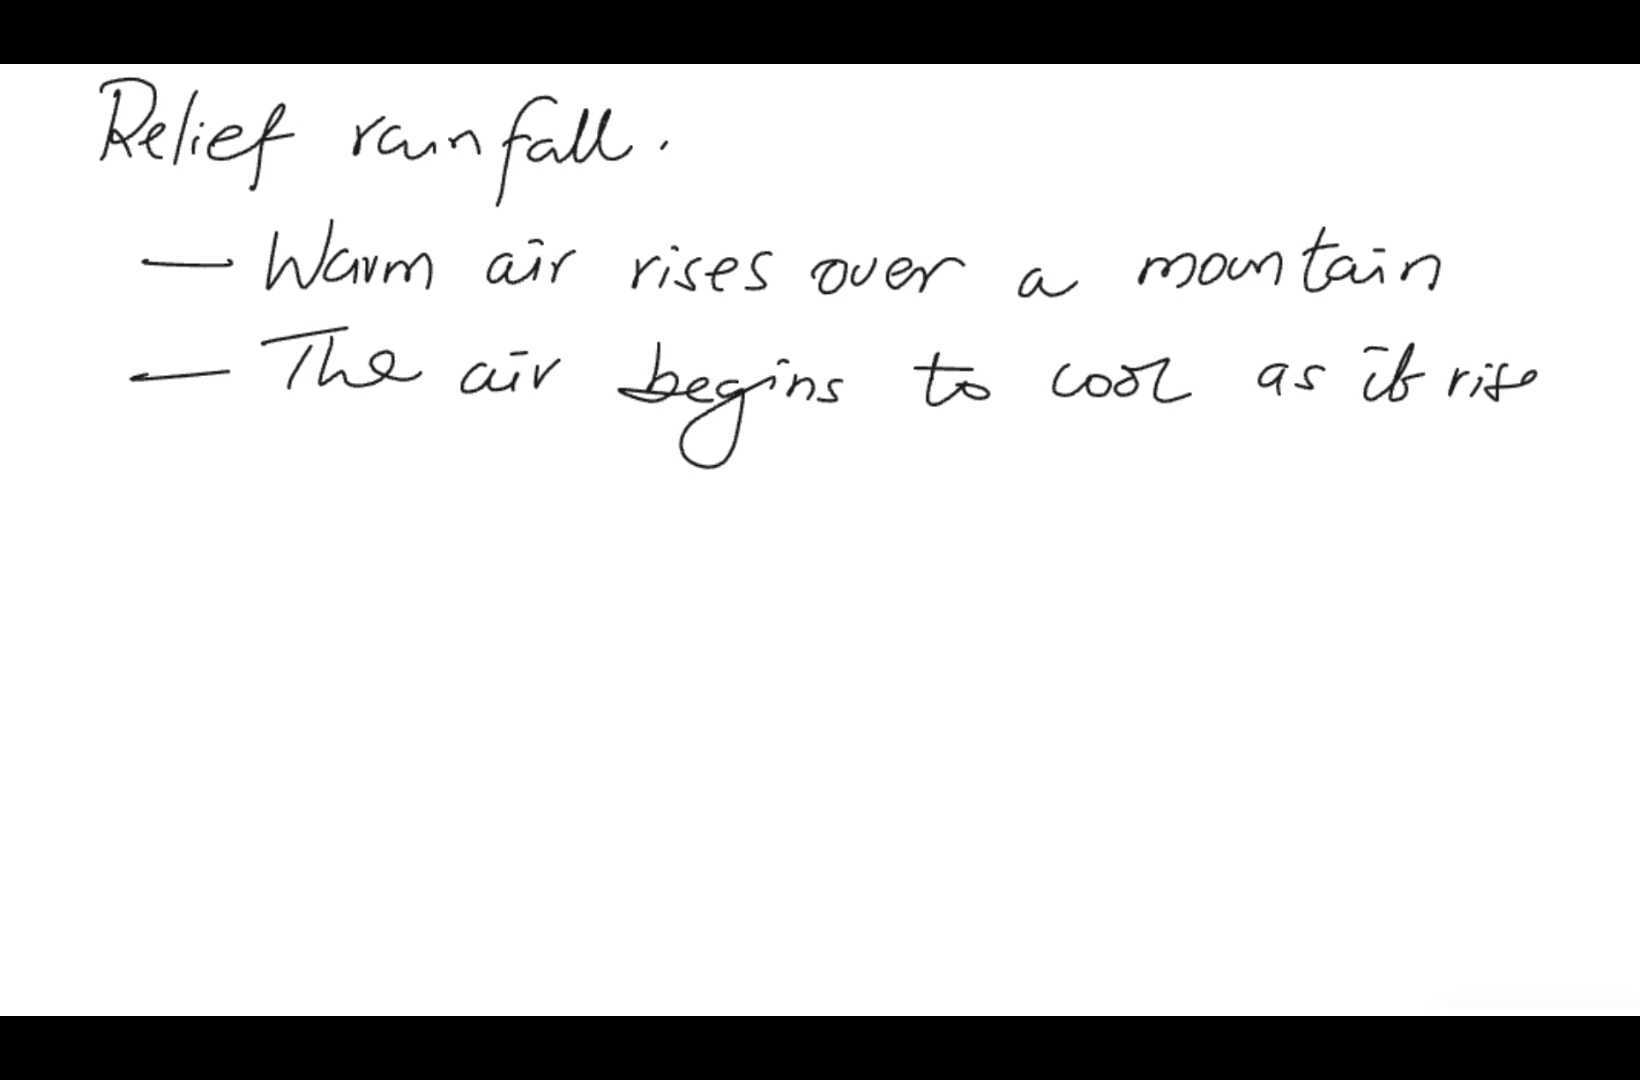 Relief rainfall.
— Warm air rises over a mountain
— The air begins to cool as it rise